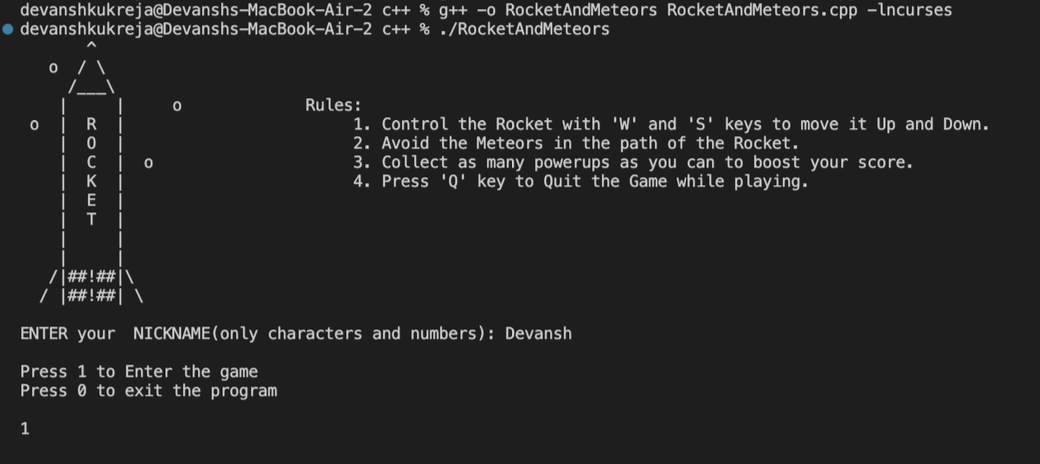 devanshkukreja@Devanshs-MacBook-Air-2 c++ % g++ -o RocketAndMeteors RocketAndMeteors.cpp -lncurses
devanshkukreja@Devanshs-MacBook-Air-2 c++ % ./RocketAndMeteors
       ^
   o  / \
     /___\
    |     |     o             Rules:
 o  |  R  |                        1. Control the Rocket with 'W' and 'S' keys to move it Up and Down.
    |  O  |                        2. Avoid the Meteors in the path of the Rocket.
    |  C  |  o                     3. Collect as many powerups as you can to boost your score.
    |  K  |                        4. Press 'Q' key to Quit the Game while playing.
    |  E  |
    |  T  |
    |     |
    |     |
   /|##!##|\
  / |##!##| \
ENTER your  NICKNAME(only characters and numbers): Devansh
Press 1 to Enter the game
Press 0 to exit the program
1